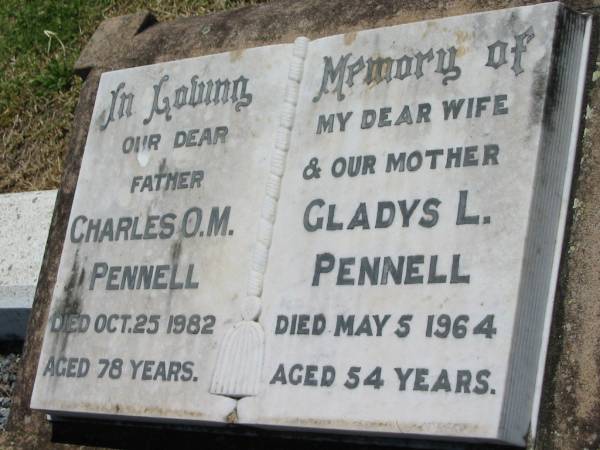 In Loving Memory of
OUR DEAR
FATHER
CHARLES O.M.
PENNELL
DIED OCT. 25 1982
AGED 78 YEARS.
MY DEAR WIFE
& OUR MOTHER
GLADYS L.
PENNELL
DIED MAY 5 1964
AGED 54 YEARS.